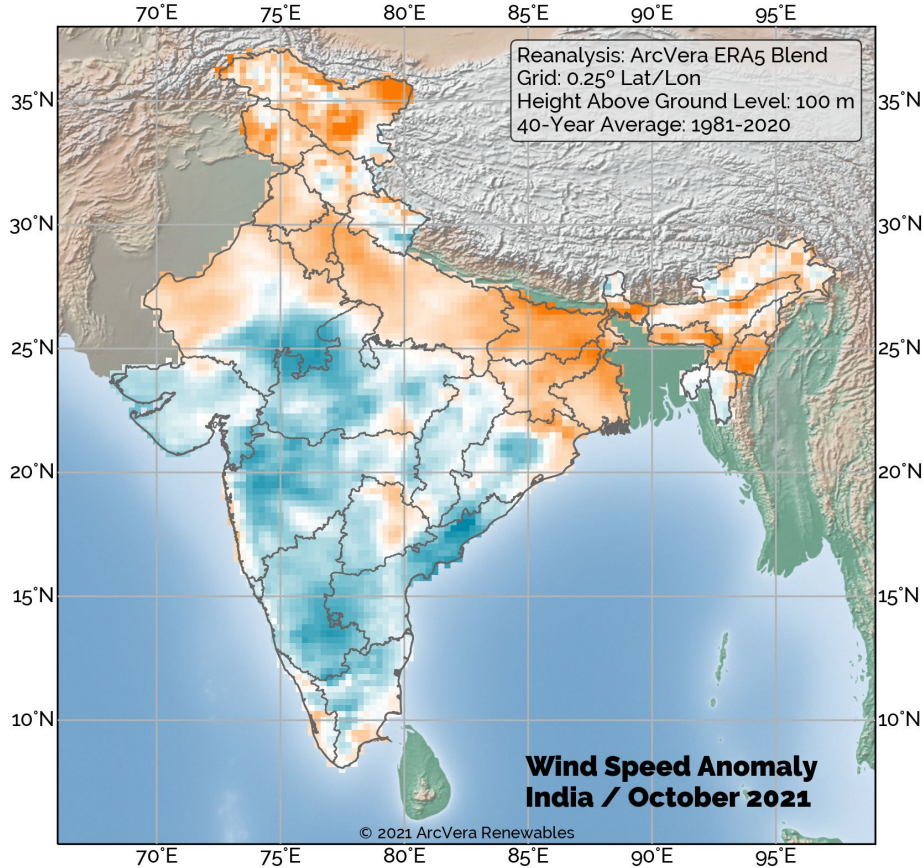 70°E 75°E 80°E 85°E 90°E 95°E
Reanalysis: ArcVera ERA5 Blend
Grid: 0.25º Lat/Lon
Height Above Ground Level: 100 m
40-Year Average: 1981-2020
35°N 35°N
30°N 30°N
25°N 25°N
20°N 20°N
15°N 15°N
10°N 10°N
Wind Speed Anomaly
India / October 2021
© 2021 ArcVera Renewables
70°E 75°E 80°E 85°E 90°E 95°E